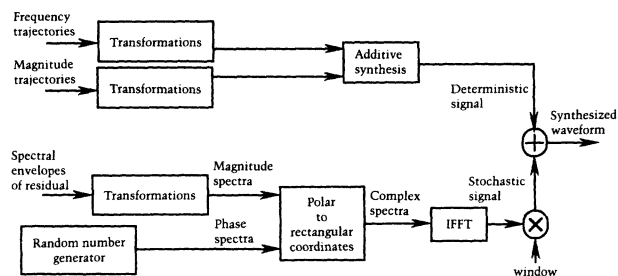 Frequency
trajectories
Transformations
Magnitude
trajectories
Transformations
Additive
synthesis
Deterministic
signal
Synthesized
waveform
Spectral
envelopes
of residual
Transformations
Magnitude
spectra
Random number
generator
Phase
spectra
Polar
to
rectangular
coordinates
Complex
spectra
IFFT
Stochastic
signal
window